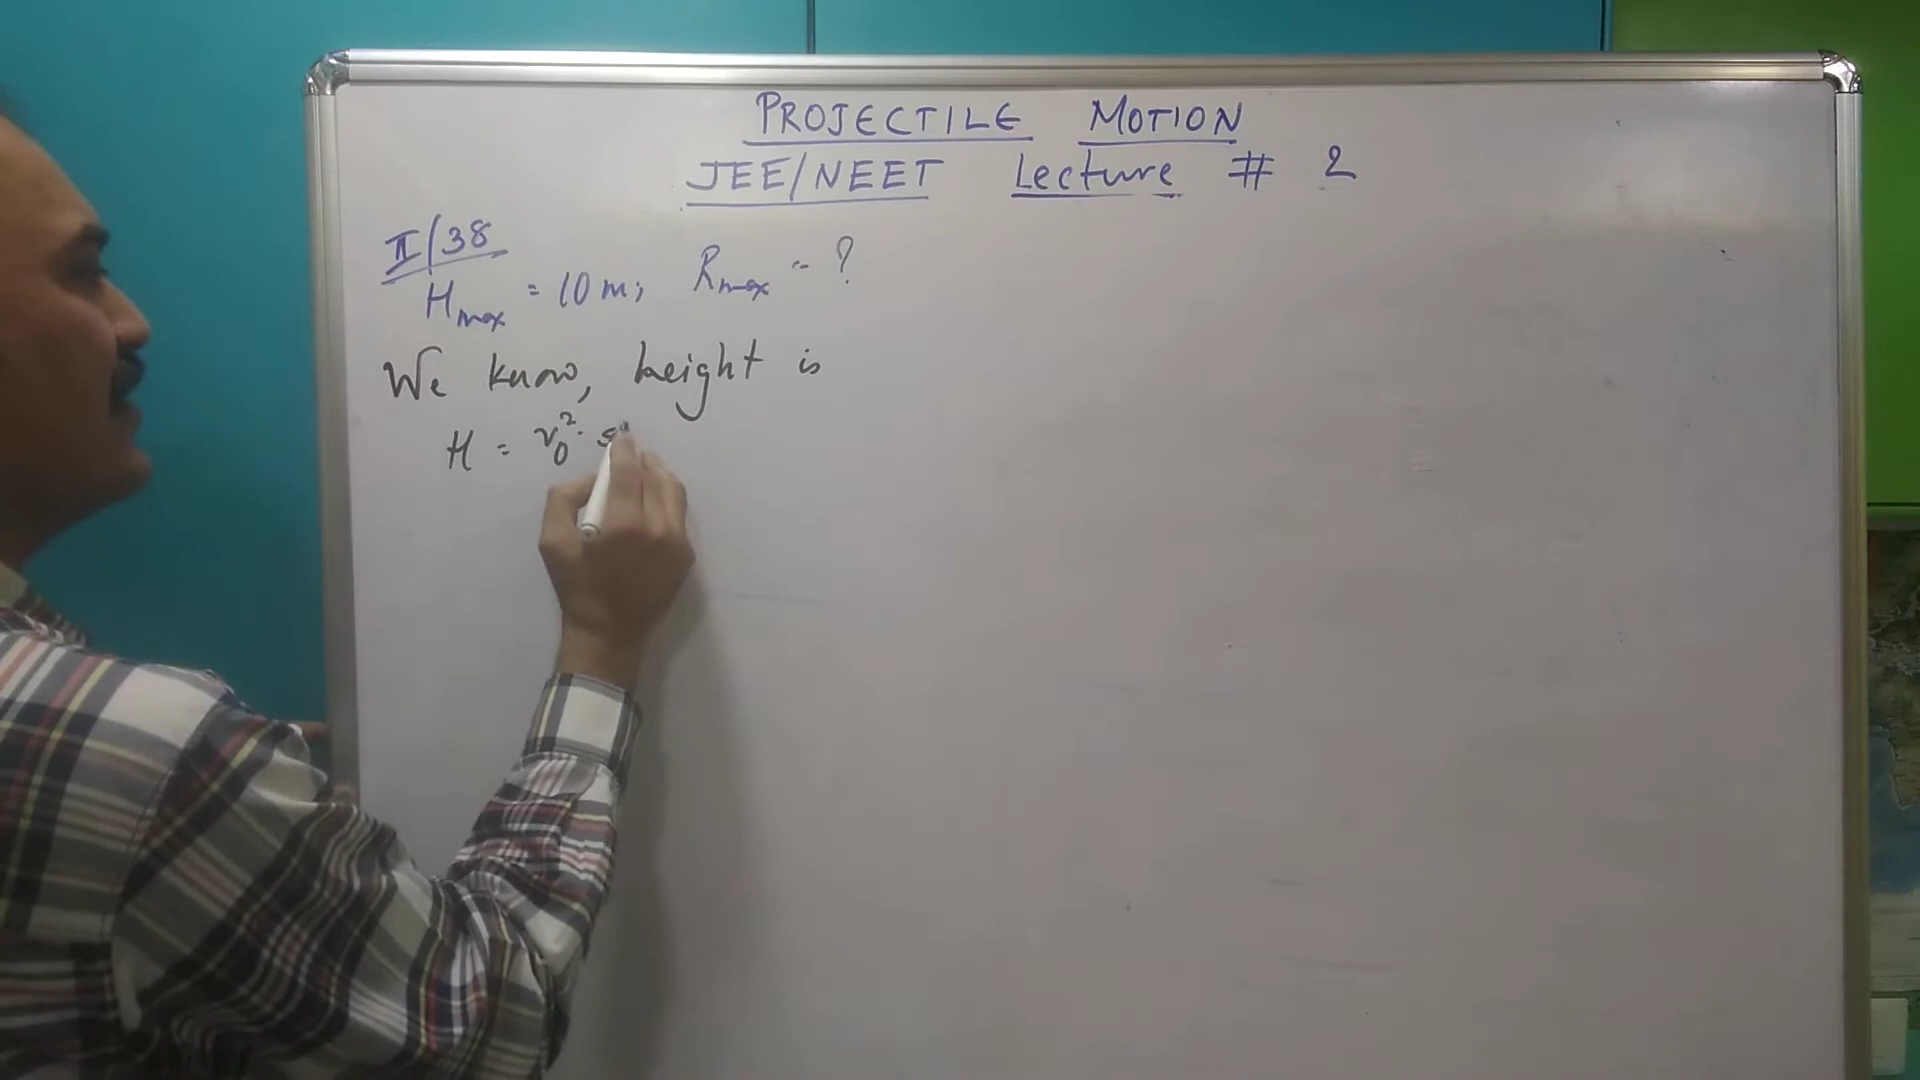 PROJECTILE MOTION
JEE/NEET Lecture # 2
II/38
Hmax = 10 m; Rmax = ?
We know, height is
H = v₀². s